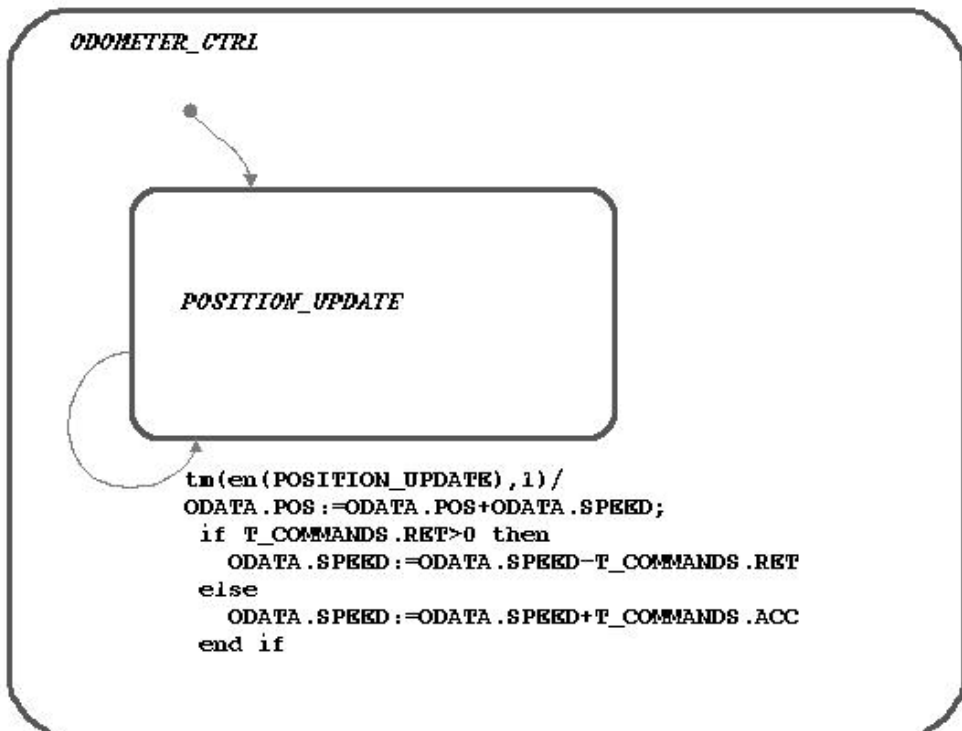 ODOMETER_CTRL
POSITION_UPDATE
tm(en(POSITION_UPDATE),1)/
ODATA.POS:=ODATA.POS+ODATA.SPEED;
if T_COMMANDS.RET>0 then
ODATA.SPEED:=ODATA.SPEED-T_COMMANDS.RET
else
ODATA.SPEED:=ODATA.SPEED+T_COMMANDS.ACC
end if